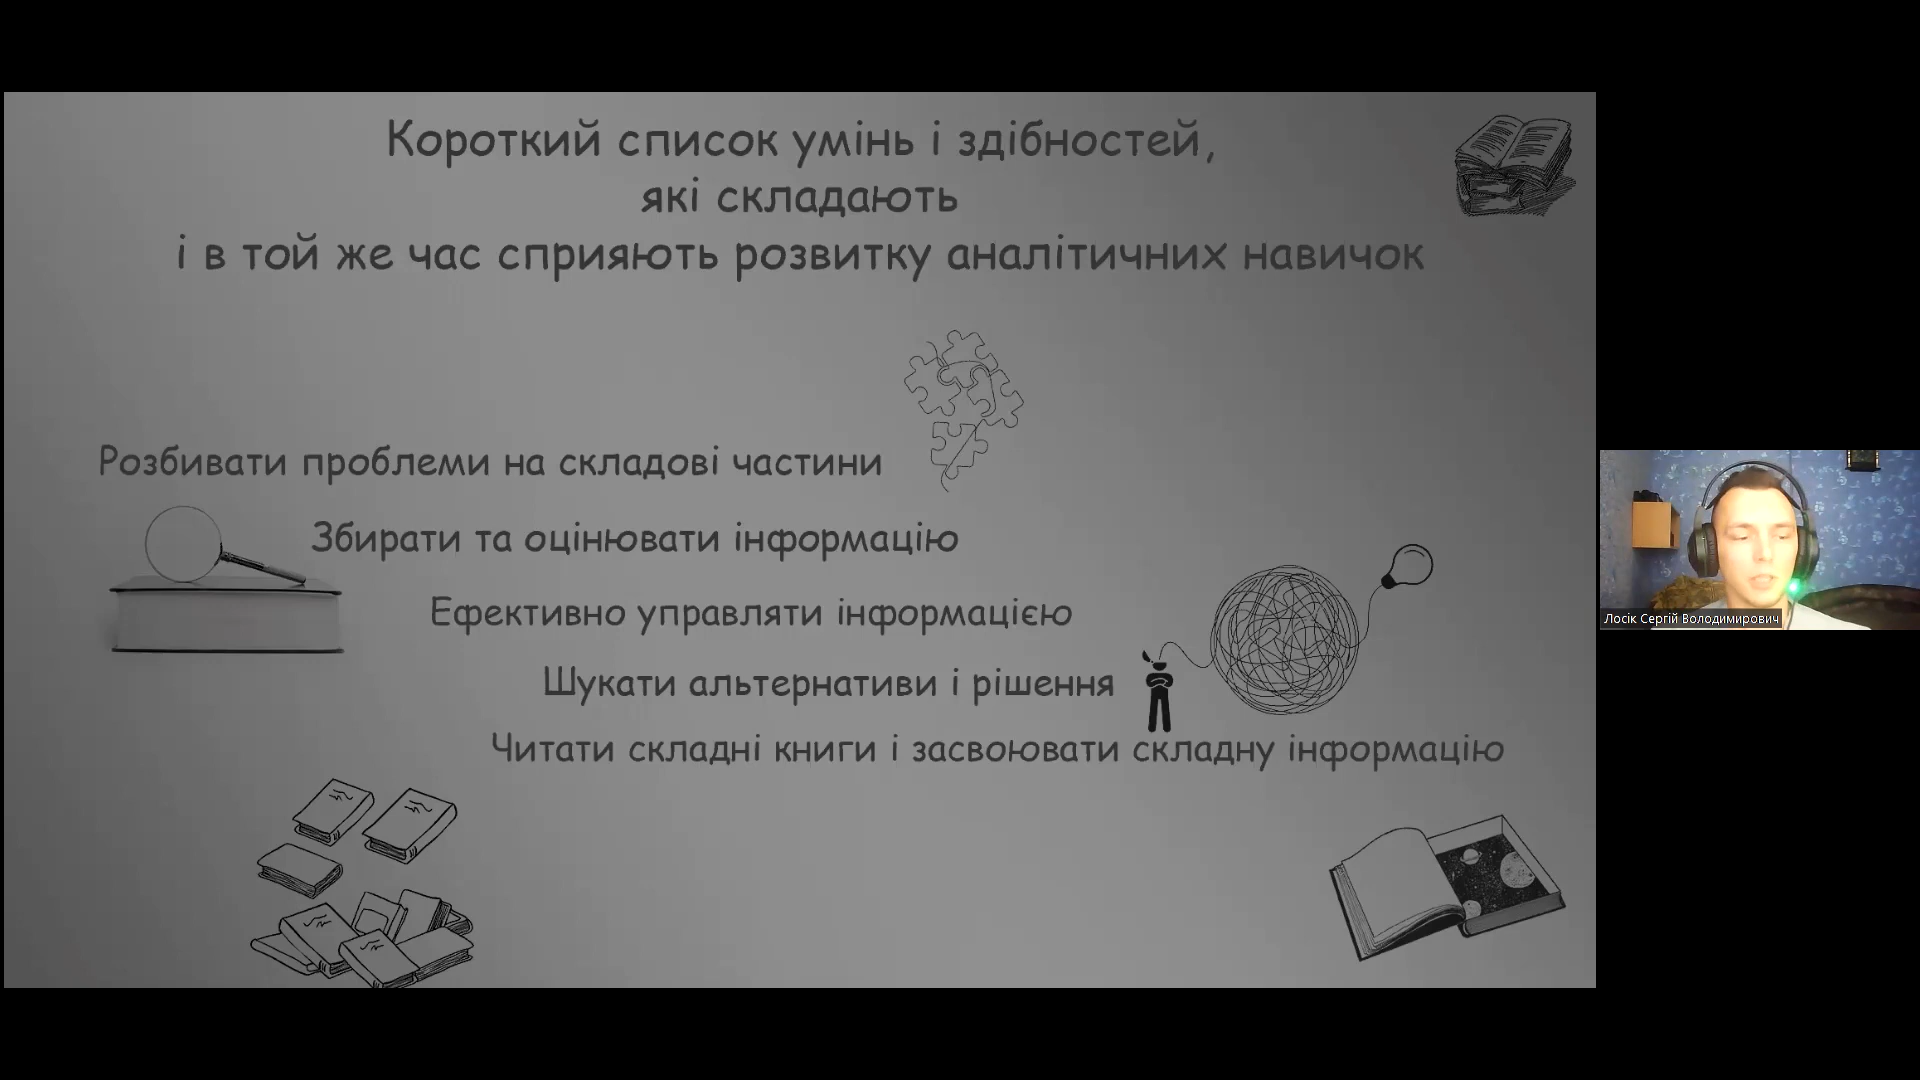 Короткий список умінь і здібностей,
які складають
і в той же час сприяють розвитку аналітичних навичок
Розбивати проблеми на складові частини
Збирати та оцінювати інформацію
Ефективно управляти інформацією
Шукати альтернативи і рішення
Читати складні книги і засвоювати складну інформацію
Лосік Сергій Володимирович